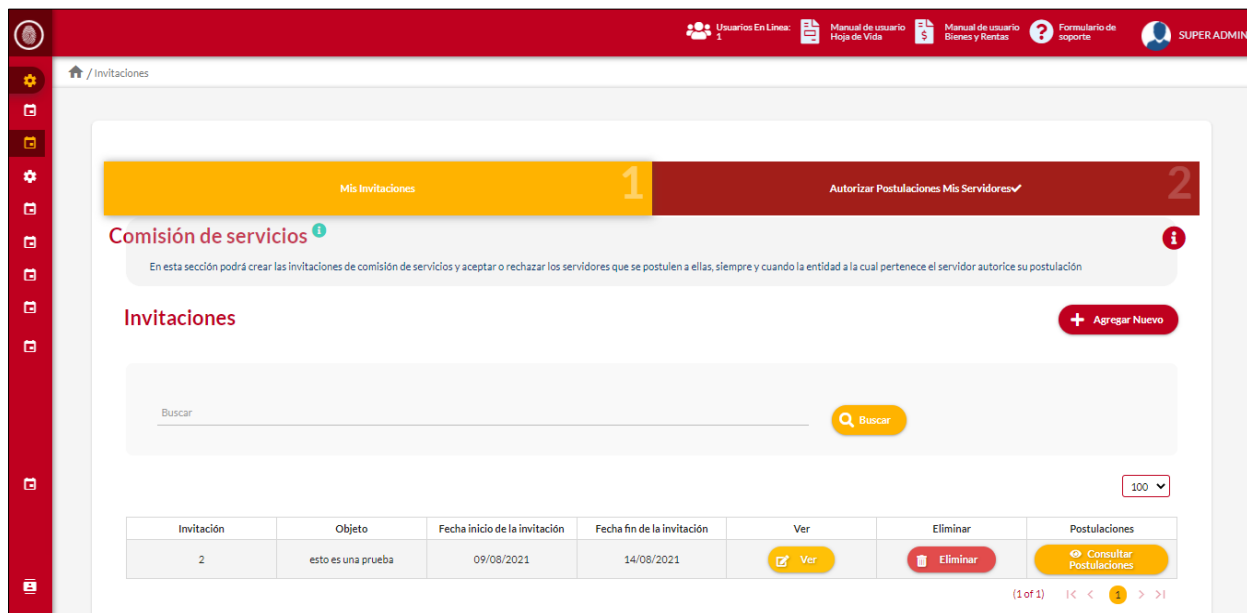 Usuarios En Linea:
1
Manual de usuario
Hoja de Vida
Manual de usuario
Bienes y Rentas
Formulario de
soporte
SUPER ADMIN
/ Invitaciones
Mis Invitaciones
1
Autorizar Postulaciones Mis Servidores✔
2
Comisión de servicios
En esta sección podrá crear las invitaciones de comisión de servicios y aceptar o rechazar los servidores que se postulen a ellas, siempre y cuando la entidad a la cual pertenece el servidor autorice su postulación
Invitaciones
Agregar Nuevo
Buscar
Buscar
100
Invitación Objeto Fecha inicio de la invitación Fecha fin de la invitación Ver Eliminar Postulaciones
2 esto es una prueba 09/08/2021 14/08/2021 Ver Eliminar Consultar
Postulaciones
(1 of 1) 1